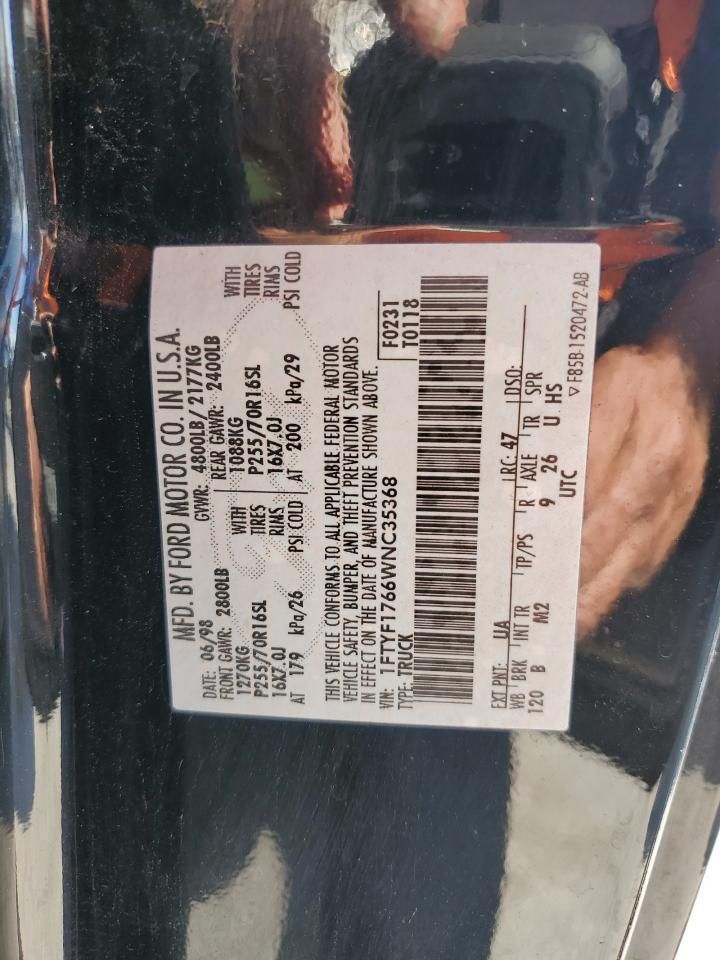 MFD. BY FORD MOTOR CO. IN U.S.A.
DATE: 06/98 GVWR: 4800LB/ 2177KG
FRONT GAWR: 2800LB REAR GAWR: 2400LB
1270KG WITH 1088KG WITH
P255/70R16SL TIRES P255/70R16SL TIRES
16X7.0J RIMS 16X7.0J RIMS
AT 179 kPa/26 PSI COLD AT 200 kPa/29 PSI COLD
THIS VEHICLE CONFORMS TO ALL APPLICABLE FEDERAL MOTOR
VEHICLE SAFETY, BUMPER, AND THEFT PREVENTION STANDARDS
IN EFFECT ON THE DATE OF MANUFACTURE SHOWN ABOVE.
VIN: 1FTYF1766WNC35368 F0231
TYPE: TRUCK T0118
EXT PNT: UA RC: 47 DSO:
WB BRK INT TR TP/PS R AXLE TR SPR
120 B M2 9 26 U HS
UTC
▽ F85B-1520472-AB